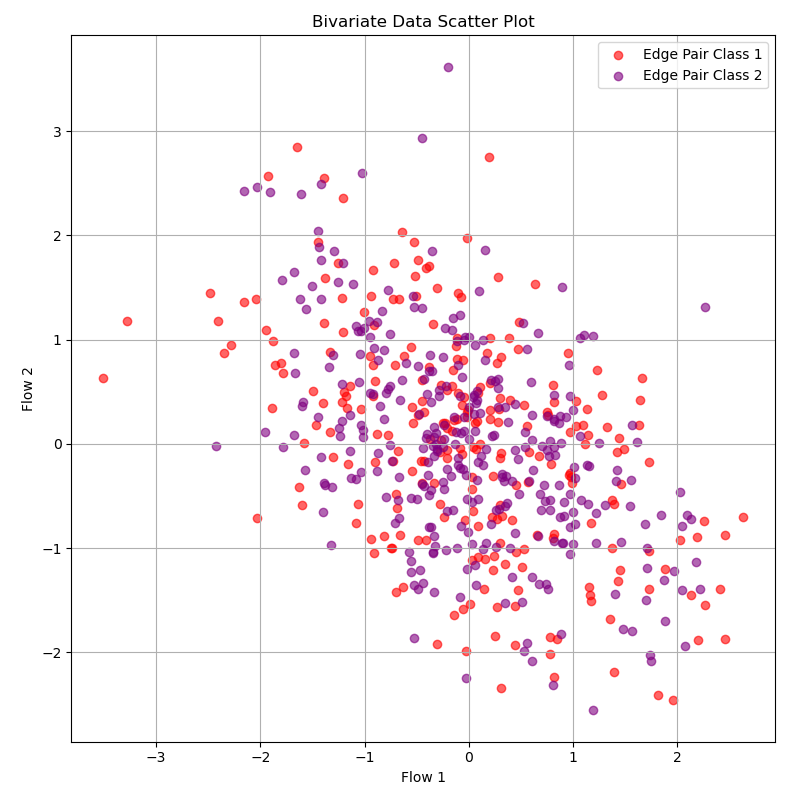 Bivariate Data Scatter Plot
Edge Pair Class 1
Edge Pair Class 2
3
2
1
0
−1
−2
Flow 2
−3 −2 −1 0 1 2
Flow 1